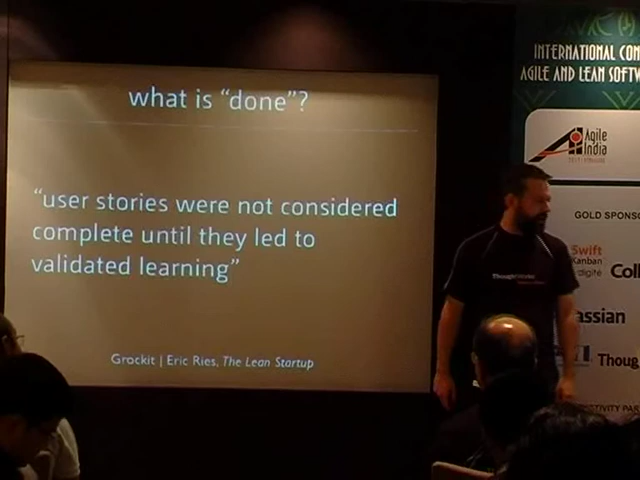 what is "done"?
"user stories were not considered
complete until they led to
validated learning"
Grockit | Eric Ries, The Lean Startup
INTERNATIONAL CON
AGILE AND LEAN SOFTW
Agile
India
GOLD SPONSO
Swift
Kanban
digité
Coll
assian
Thoug
ThoughtWorks